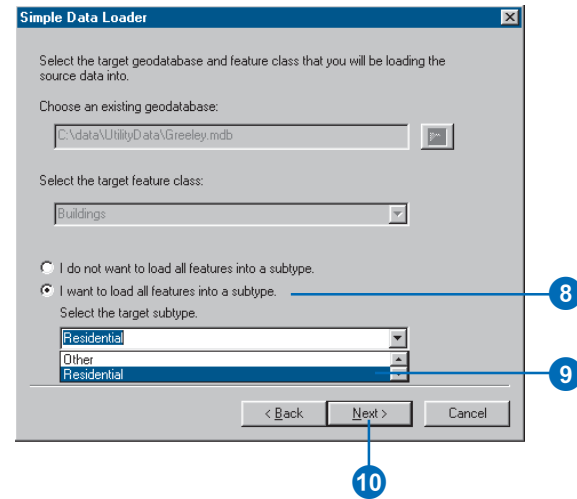 Simple Data Loader
Select the target geodatabase and feature class that you will be loading the
source data into.
Choose an existing geodatabase:
C:\data\UtilityData\Greeley.mdb
Select the target feature class:
Buildings
I do not want to load all features into a subtype.
I want to load all features into a subtype.
8
Select the target subtype.
Residential
Other
Residential
9
< Back
Next >
Cancel
10